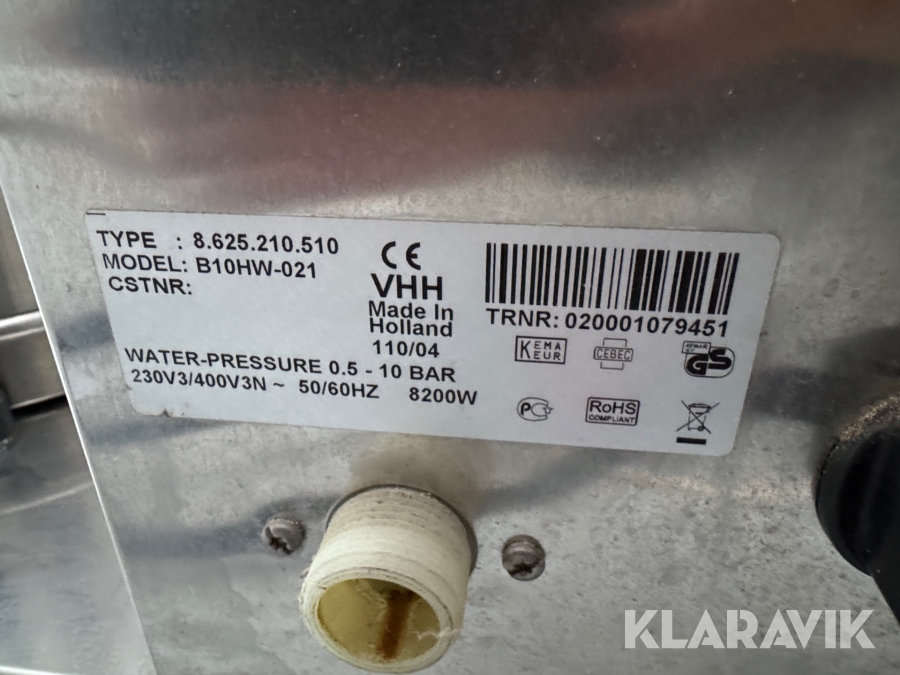 TYPE : 8.625.210.510
MODEL: B10HW-021
CSTNR:
CE
VHH
Made In
Holland
110/04
WATER-PRESSURE 0.5 - 10 BAR
230V3/400V3N ~ 50/60HZ 8200W
TRNR: 020001079451
KEMA
EUR
CEBEC
GS
PG
RoHS
COMPLIANT
KLARAVIK